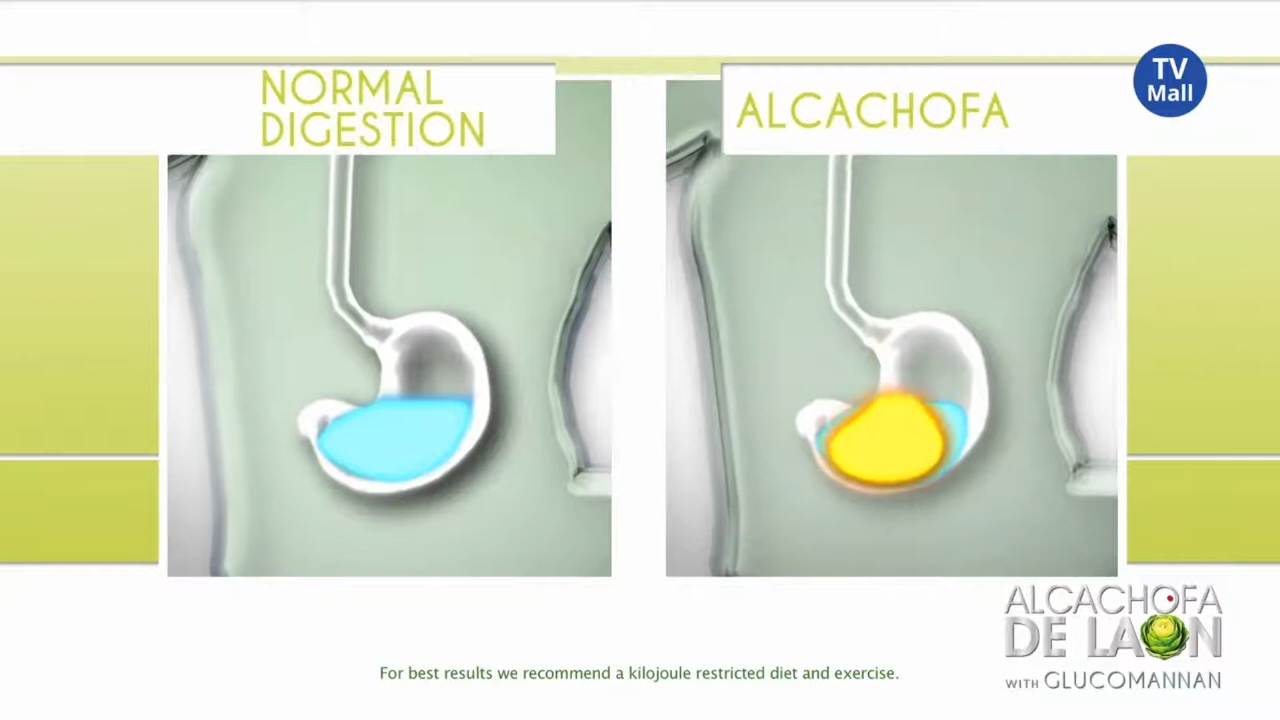 NORMAL
DIGESTION
ALCACHOFA
TV
Mall
ALCACHOFA
DE LAON
WITH GLUCOMANNAN
For best results we recommend a kilojoule restricted diet and exercise.